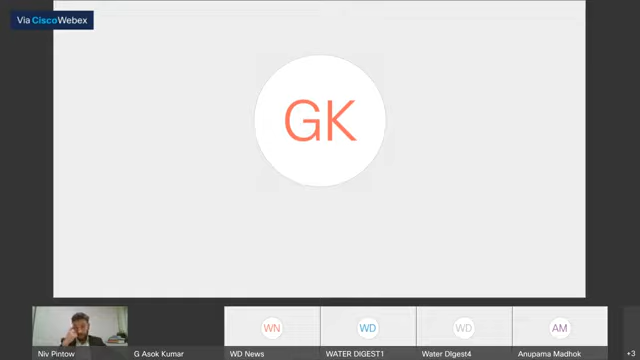 Via CiscoWebex
GK
WN
WD
WD
AM
Niv Pintow
G Asok Kumar
WD News
WATER DIGEST1
Water DIgest4
Anupana Madhok
+3